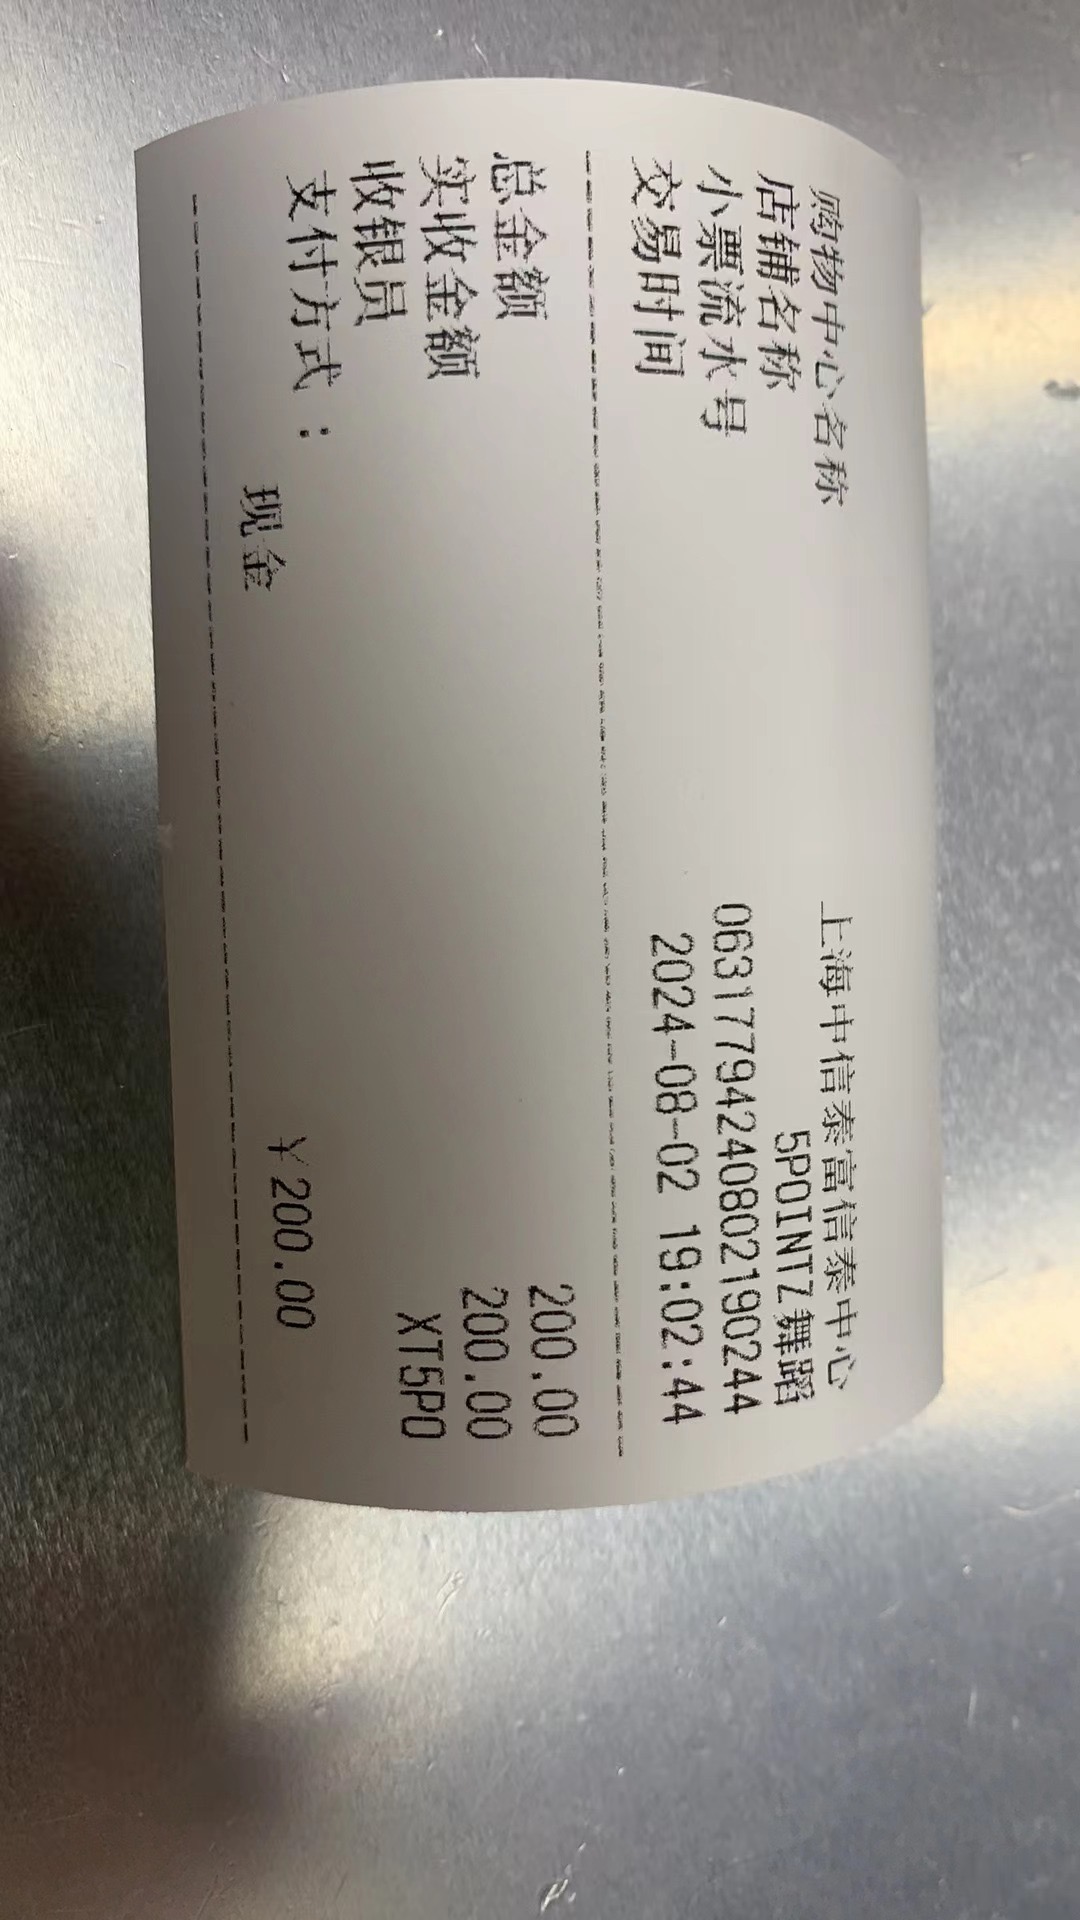 购物中心名称 上海中信泰富信泰中心
店铺名称 5POINTZ舞蹈
小票流水号 06317794240802190244
交易时间 2024-08-02 19:02:44
总金额 200.00
实收金额 200.00
收银员 XT5PO
支付方式：
现金 ￥200.00